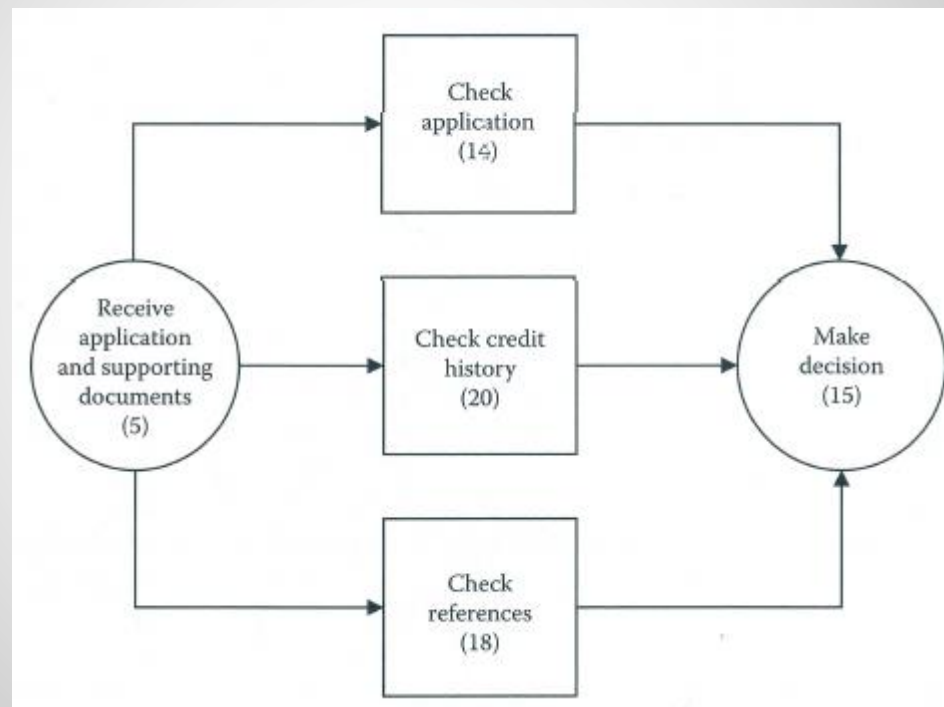 Check
application
(14)
Receive
application
and supporting
documents
(5)
Check credit
history
(20)
Make
decision
(15)
Check
references
(18)